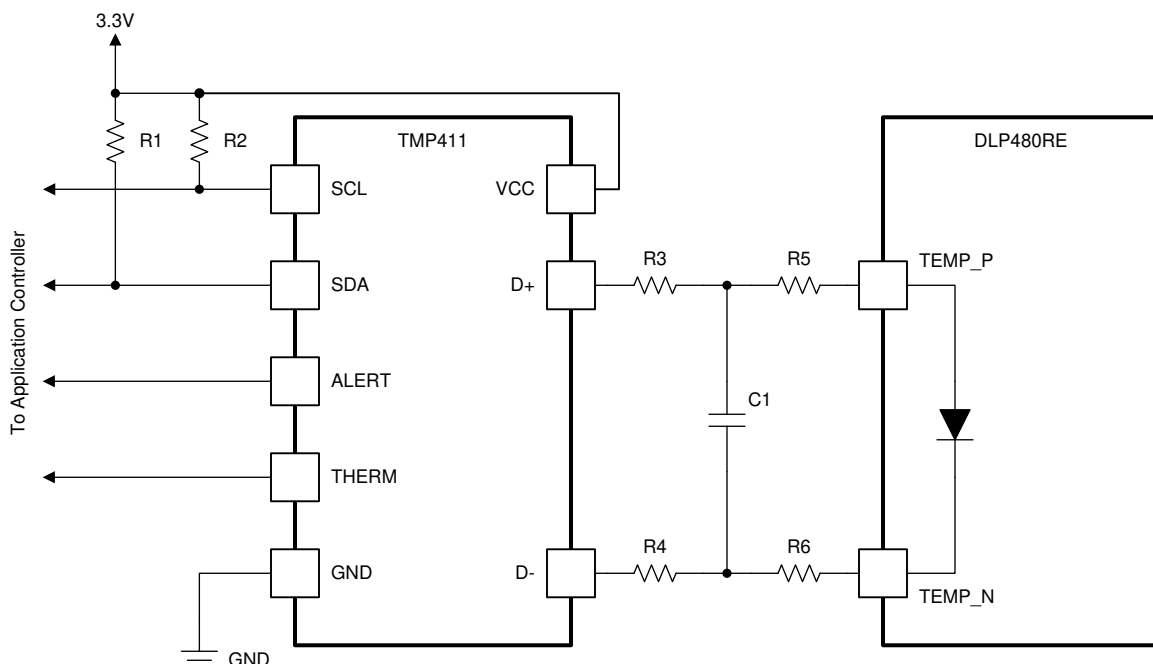 3.3V
R1
R2
TMP411
DLP480RE
SCL
VCC
SDA
D+
R3
R5
TEMP_P
To Application Controller
ALERT
C1
THERM
GND
D-
R4
R6
TEMP_N
GND